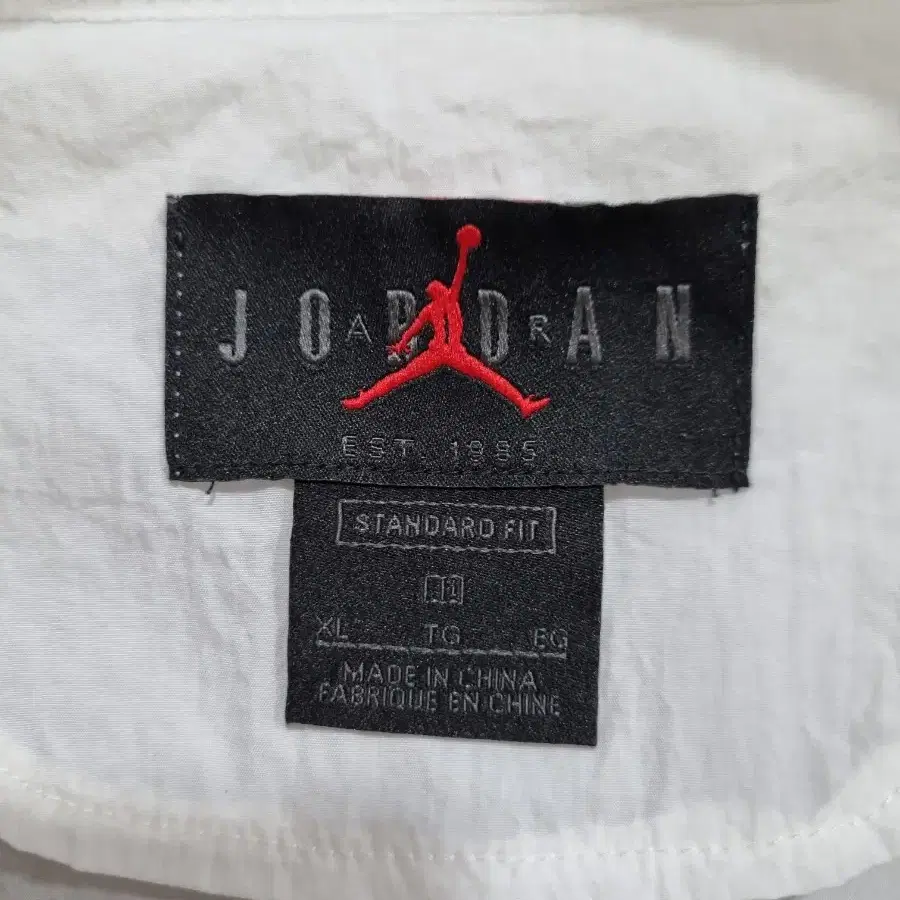 JORDAN
AIR
EST. 1985
STANDARD FIT
XL TG EG
MADE IN CHINA
FABRIQUE EN CHINE